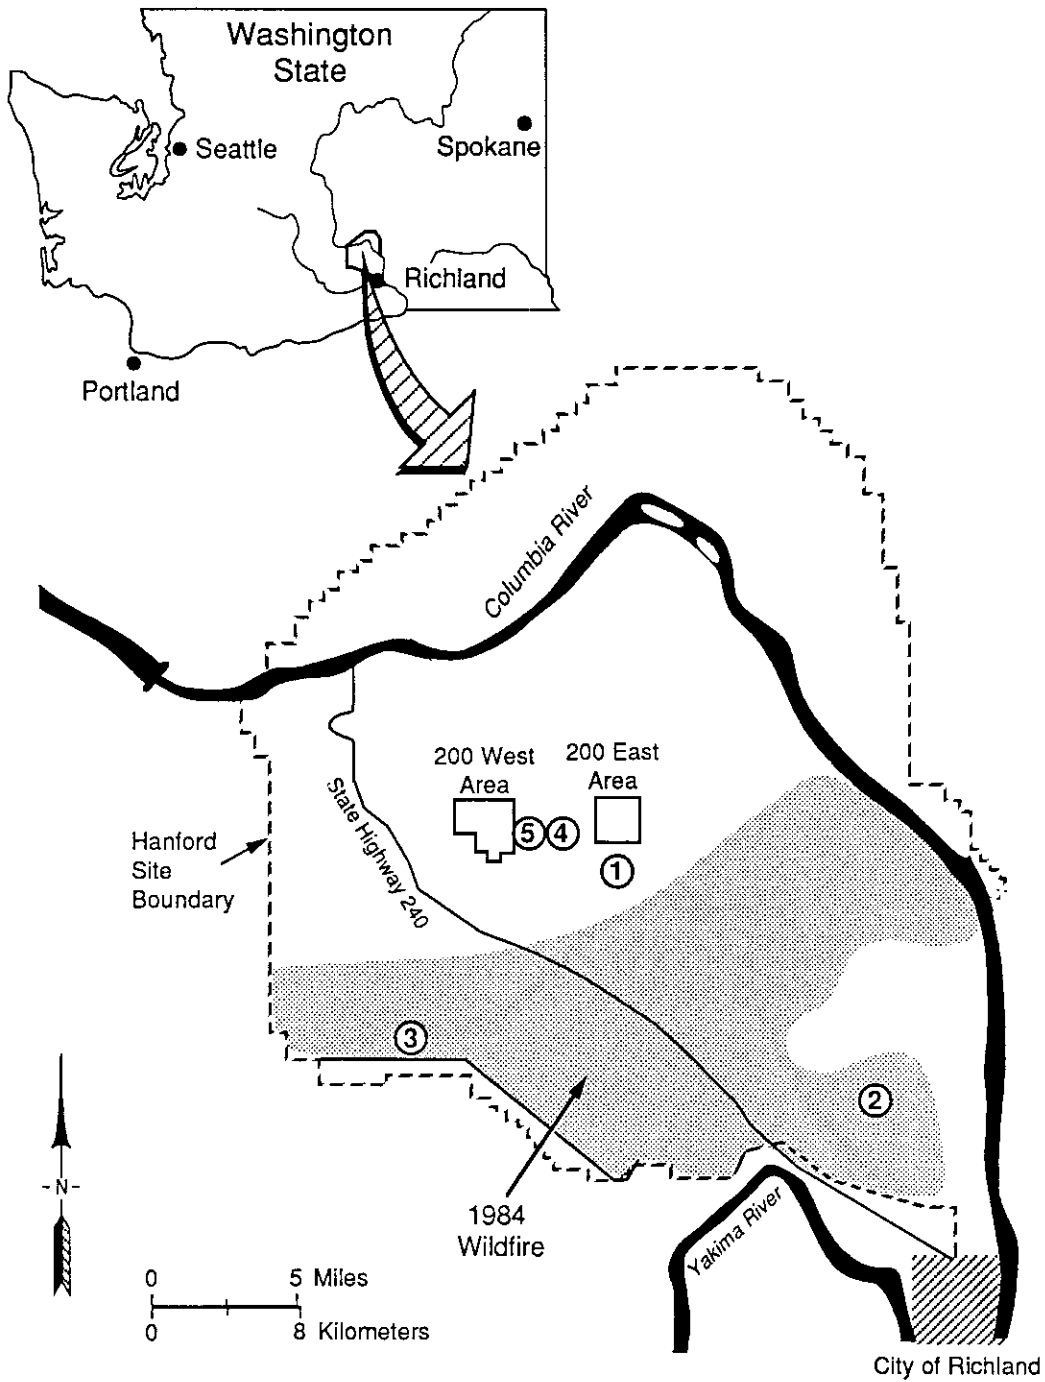 Washington
State
Seattle
Spokane
Richland
Portland
Columbia River
200 West
Area
200 East
Area
5
4
1
State Highway 240
Hanford
Site
Boundary
3
2
N
1984
Wildfire
Yakima River
0 5 Miles
0 8 Kilometers
City of Richland